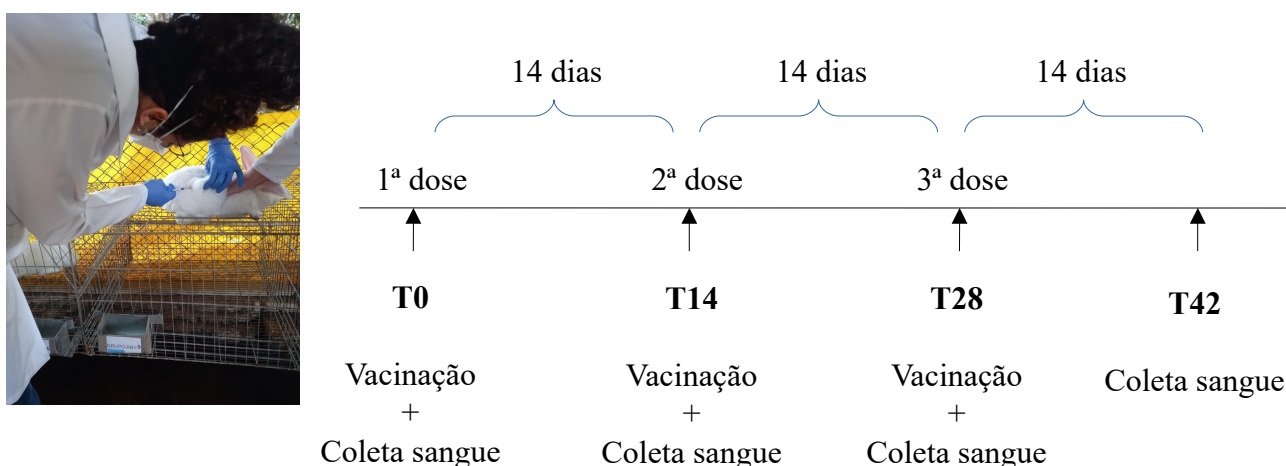 14 dias 14 dias 14 dias
1ª dose 2ª dose 3ª dose
T0 T14 T28 T42
Vacinação Vacinação Vacinação Coleta sangue
+ + +
Coleta sangue Coleta sangue Coleta sangue